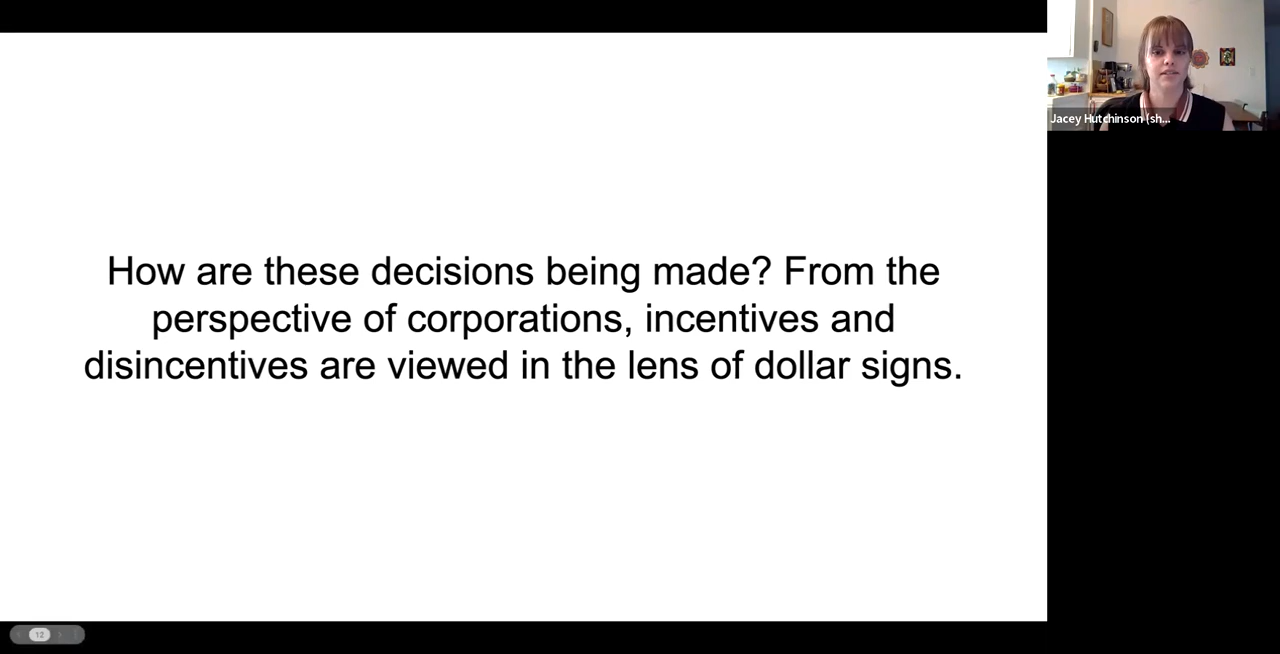 How are these decisions being made? From the
perspective of corporations, incentives and
disincentives are viewed in the lens of dollar signs.
Jacey Hutchinson (sh...
12